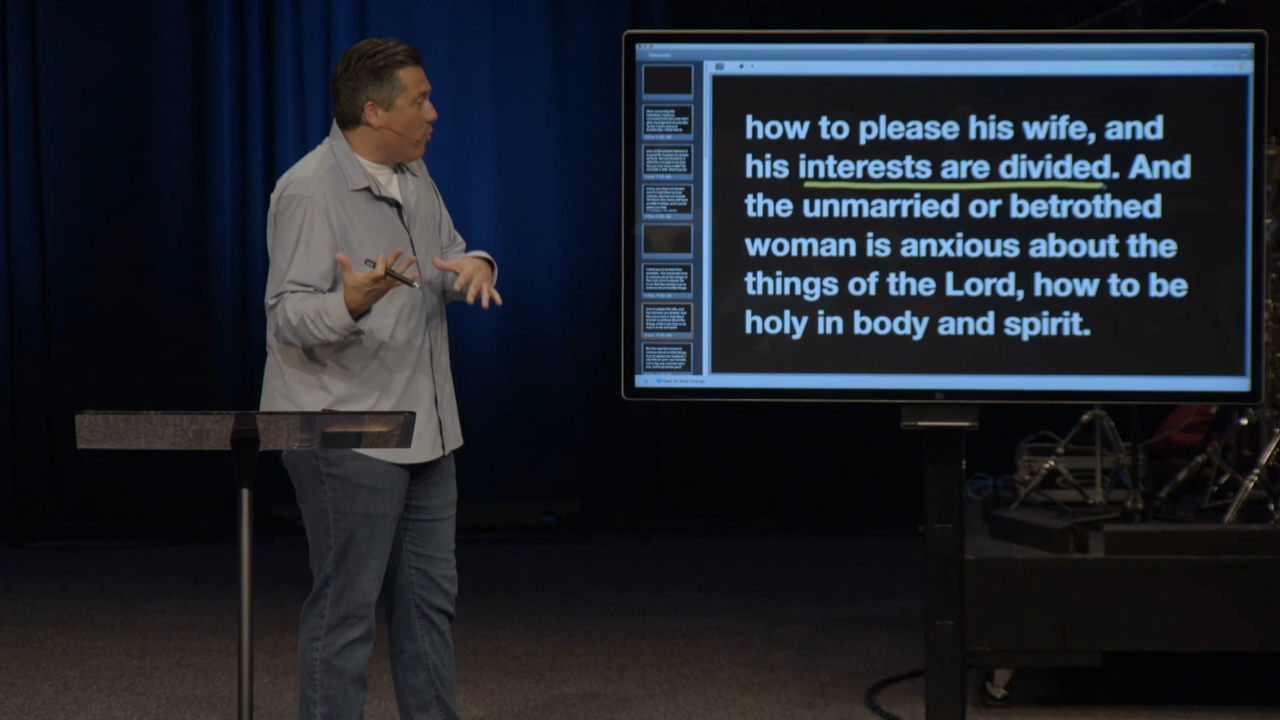 how to please his wife, and
his interests are divided. And
the unmarried or betrothed
woman is anxious about the
things of the Lord, how to be
holy in body and spirit.